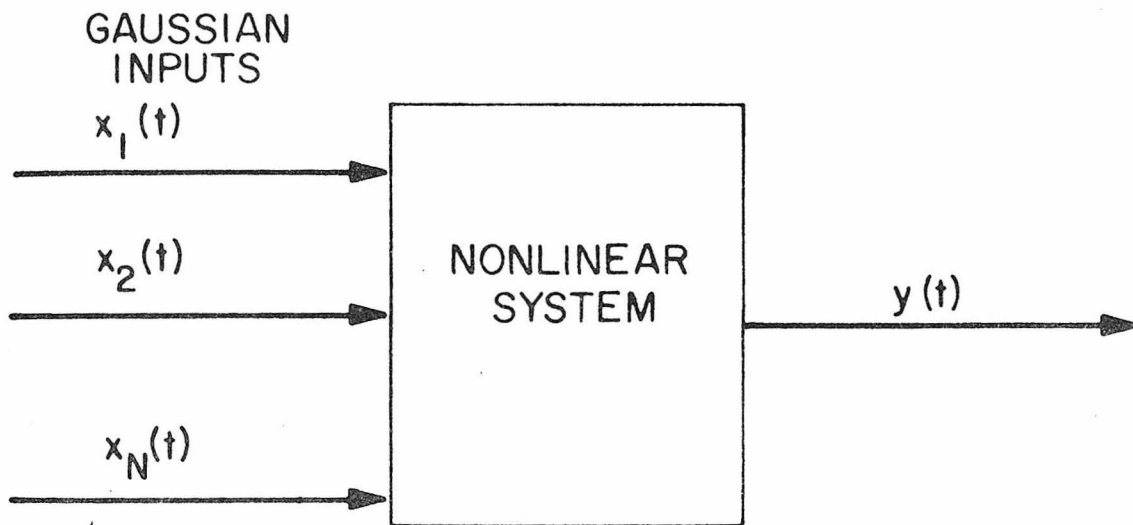 GAUSSIAN
INPUTS
x₁(t)
x₂(t)
xN(t)
NONLINEAR
SYSTEM
y(t)